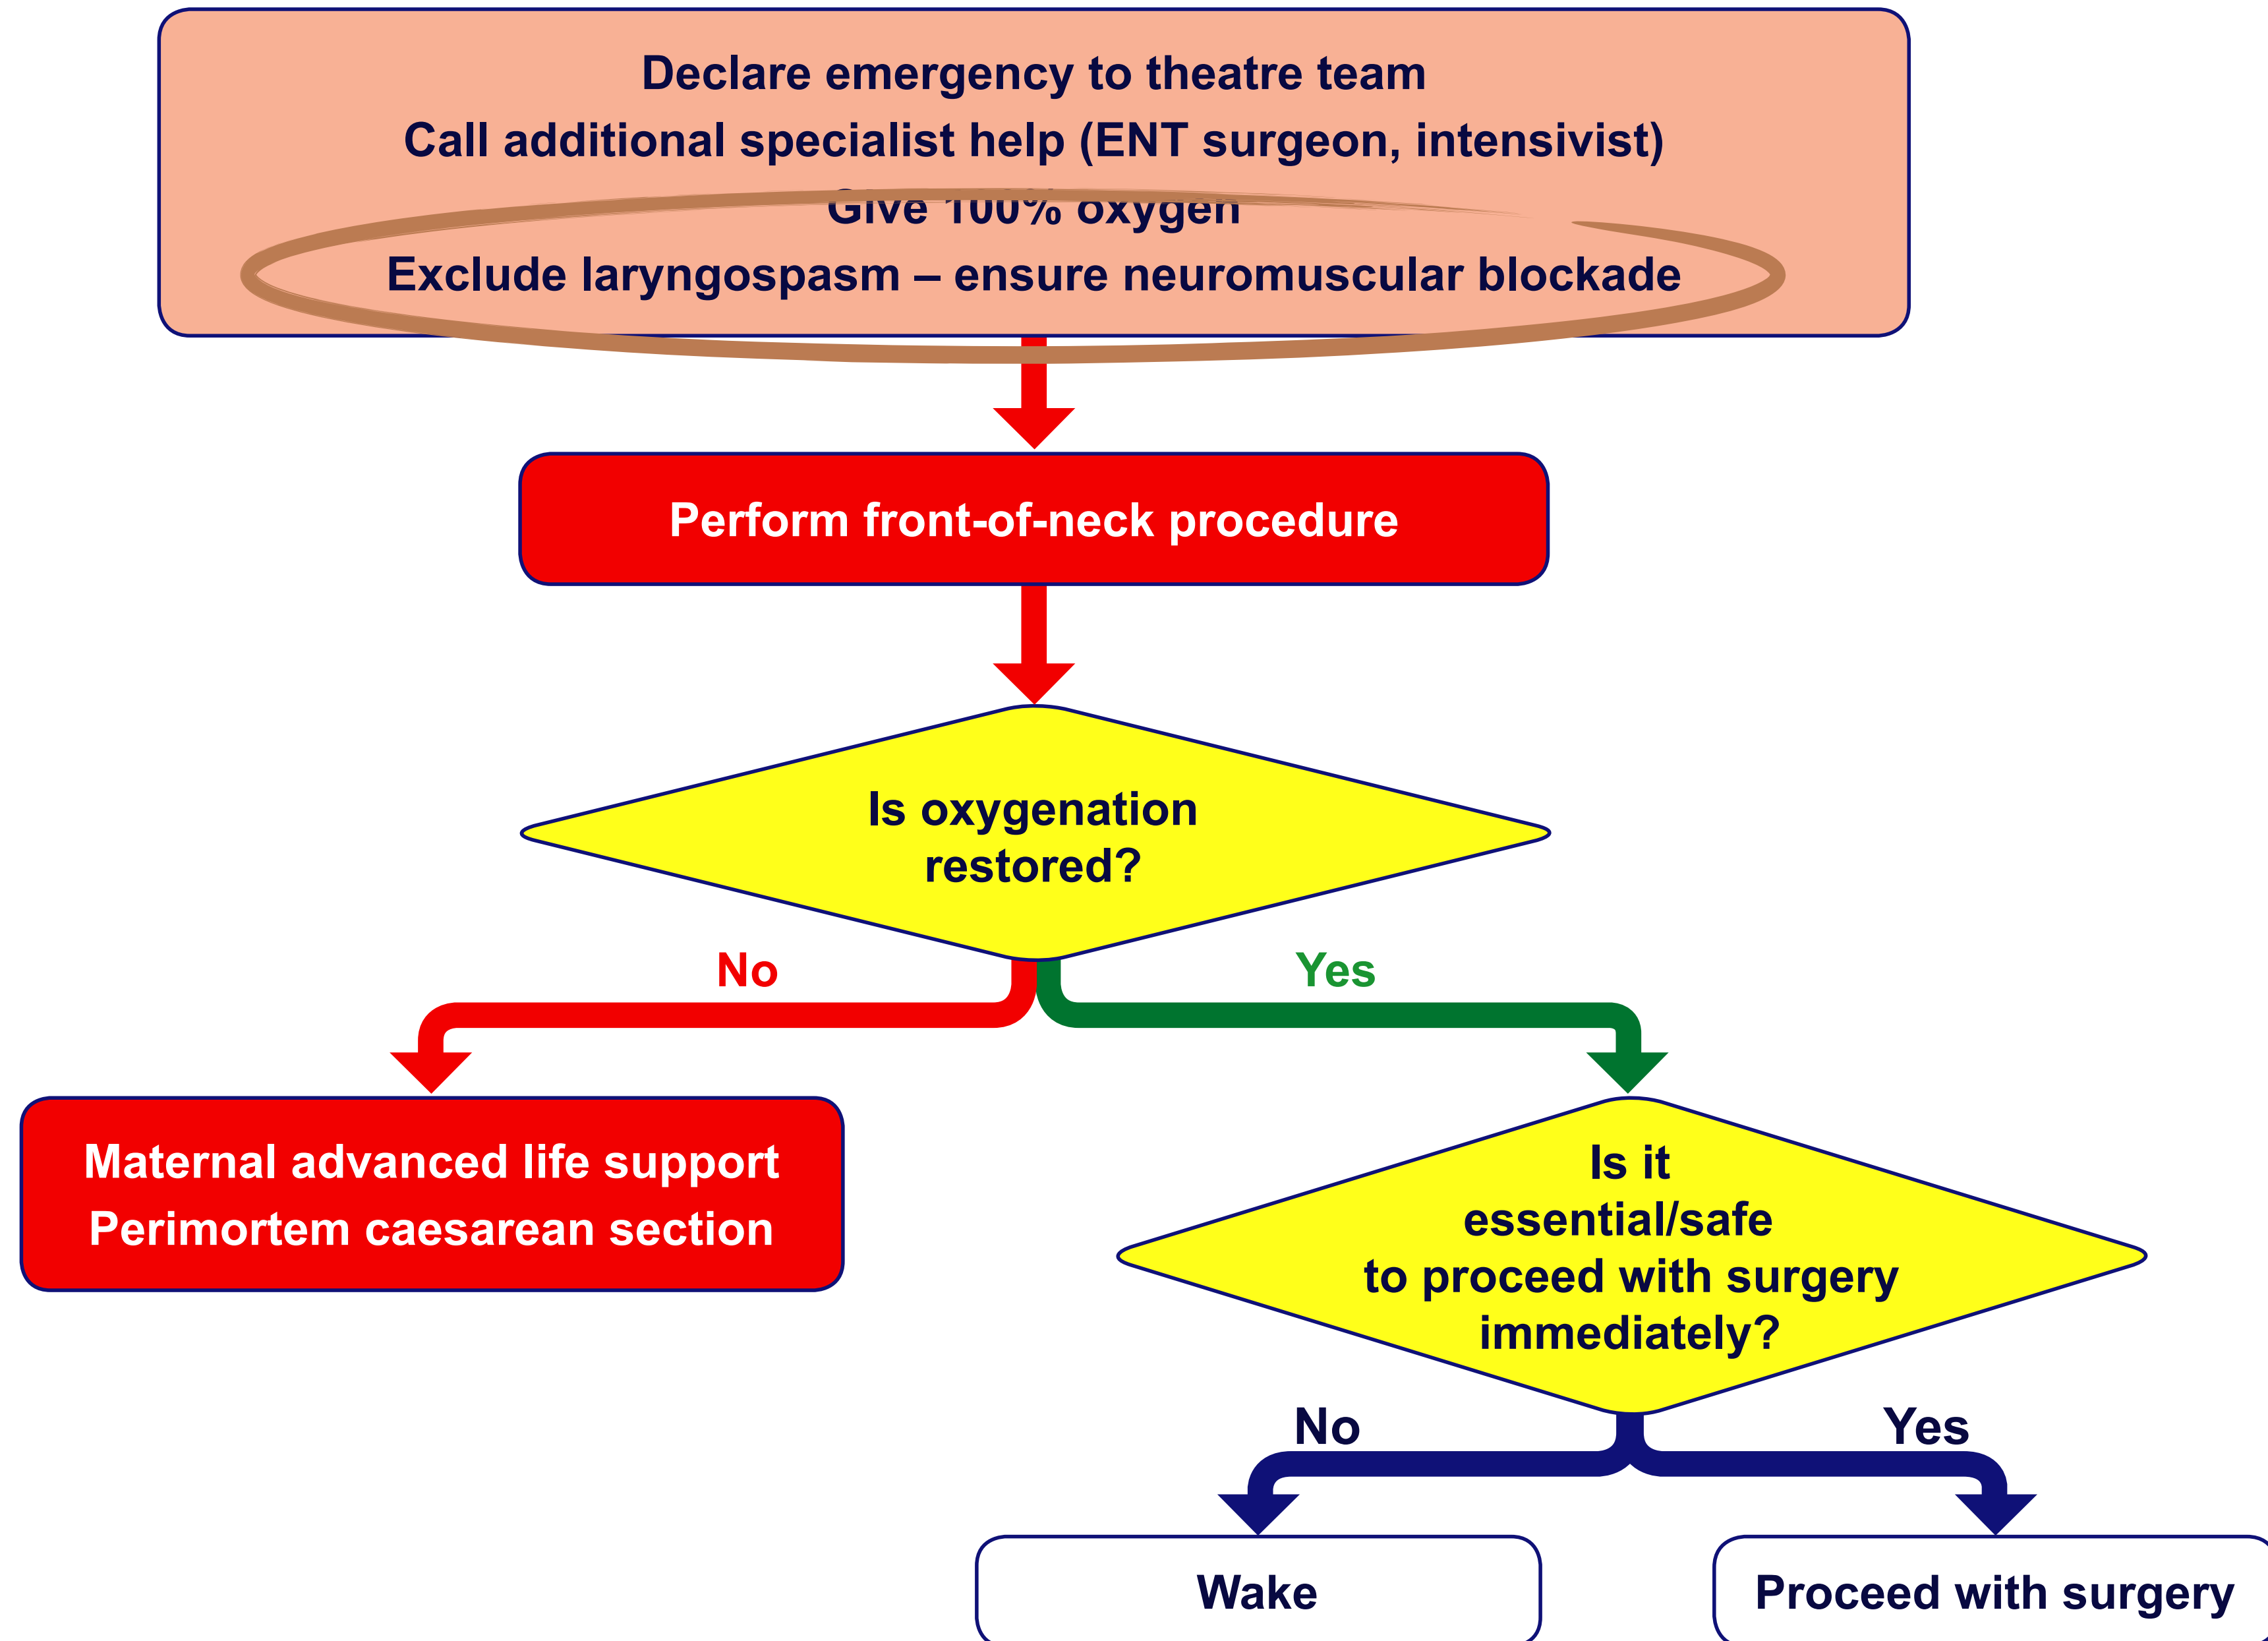 Declare emergency to theatre team
Call additional specialist help (ENT surgeon, intensivist)
Give 100% oxygen
Exclude laryngospasm – ensure neuromuscular blockade
Perform front-of-neck procedure
Is oxygenation
restored?
No
Yes
Maternal advanced life support
Perimortem caesarean section
Is it
essential/safe
to proceed with surgery
immediately?
No
Yes
Wake
Proceed with surgery